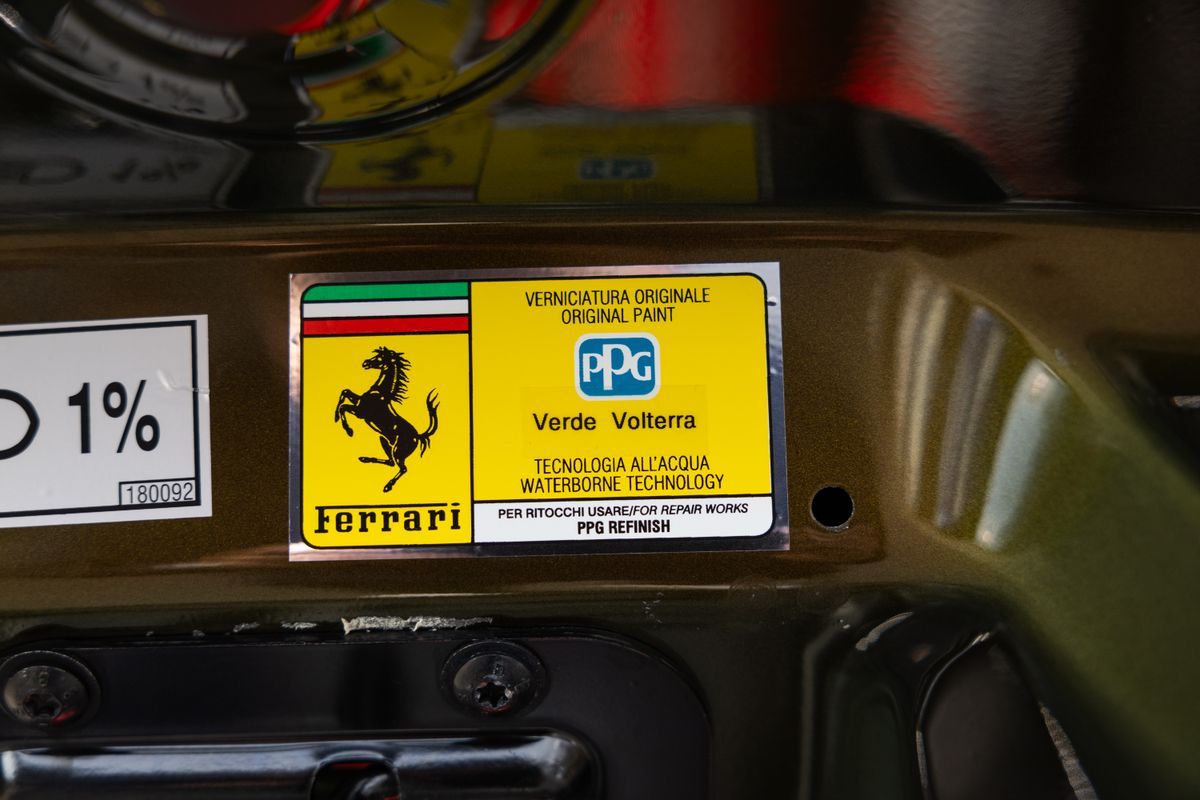 1%
180092
VERNICIATURA ORIGINALE
ORIGINAL PAINT
PPG
Verde Volterra
TECNOLOGIA ALL'ACQUA
WATERBORNE TECHNOLOGY
Ferrari
PER RITOCCHI USARE/FOR REPAIR WORKS
PPG REFINISH